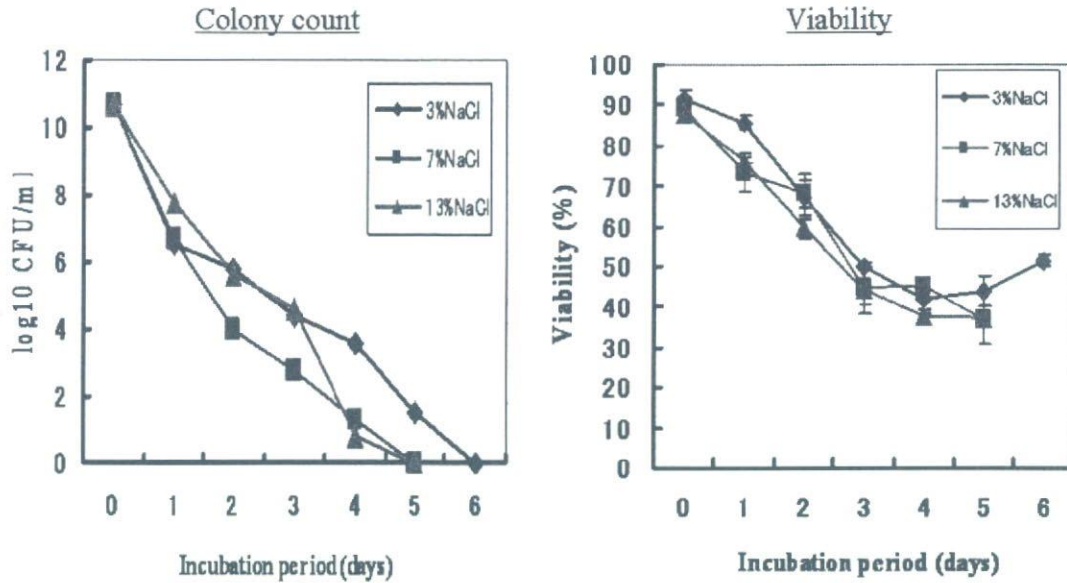 Colony count
log10 CFU/ml
12
10
8
6
4
2
0
3%NaCl
7%NaCl
13%NaCl
0 1 2 3 4 5 6
Incubation period(days)
Viability
Viability (%)
100
90
80
70
60
50
40
30
20
10
0
3%NaCl
7%NaCl
13%NaCl
0 1 2 3 4 5 6
Incubation period (days)